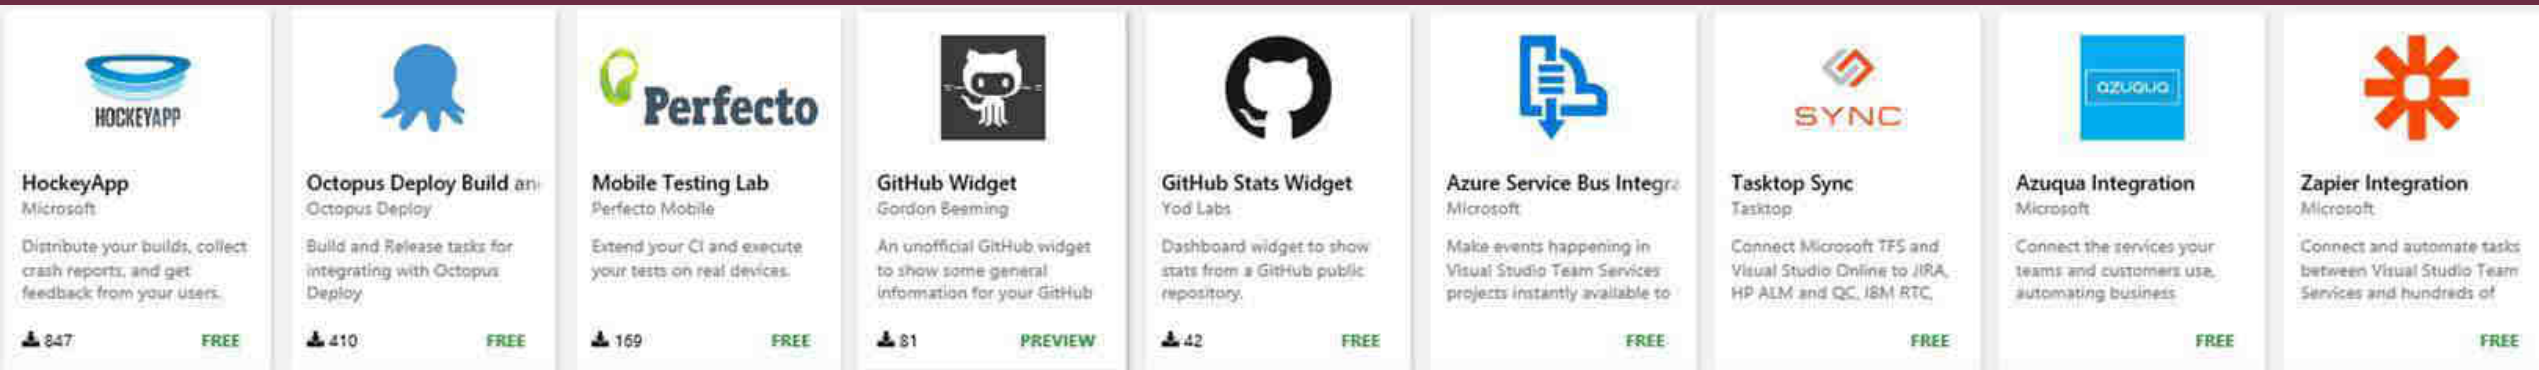 HOCKEYAPP
HockeyApp
Microsoft
Distribute your builds, collect
crash reports, and get
feedback from your users.
847 FREE
Octopus Deploy Build an
Octopus Deploy
Build and Release tasks for
integrating with Octopus
Deploy
410 FREE
Perfecto
Mobile Testing Lab
Perfecto Mobile
Extend your CI and execute
your tests on real devices.
169 FREE
GitHub Widget
Gordon Beeming
An unofficial GitHub widget
to show some general
information for your GitHub
81 PREVIEW
GitHub Stats Widget
Yod Labs
Dashboard widget to show
stats from a GitHub public
repository.
42 FREE
Azure Service Bus Integra
Microsoft
Make events happening in
Visual Studio Team Services
projects instantly available to
FREE
SYNC
Tasktop Sync
Tasktop
Connect Microsoft TFS and
Visual Studio Online to JIRA,
HP ALM and QC, IBM RTC,
FREE
azuqua
Azuqua Integration
Microsoft
Connect the services your
teams and customers use,
automating business
FREE
Zapier Integration
Microsoft
Connect and automate tasks
between Visual Studio Team
Services and hundreds of
FREE